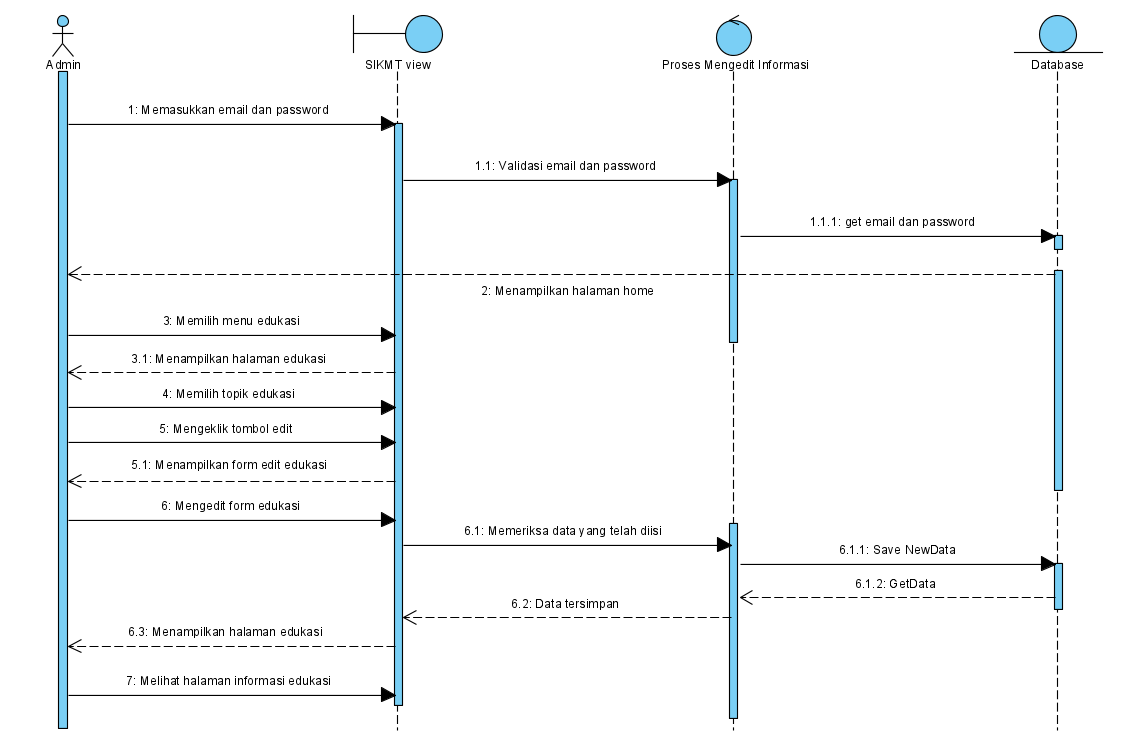 Admin
SIKMT view
Proses Mengedit Informasi
Database
1: Memasukkan email dan password
1.1: Validasi email dan password
1.1.1: get email dan password
2: Menampilkan halaman home
3: Memilih menu edukasi
3.1: Menampilkan halaman edukasi
4: Memilih topik edukasi
5: Mengeklik tombol edit
5.1: Menampilkan form edit edukasi
6: Mengedit form edukasi
6.1: Memeriksa data yang telah diisi
6.1.1: Save NewData
6.1.2: GetData
6.2: Data tersimpan
6.3: Menampilkan halaman edukasi
7: Melihat halaman informasi edukasi